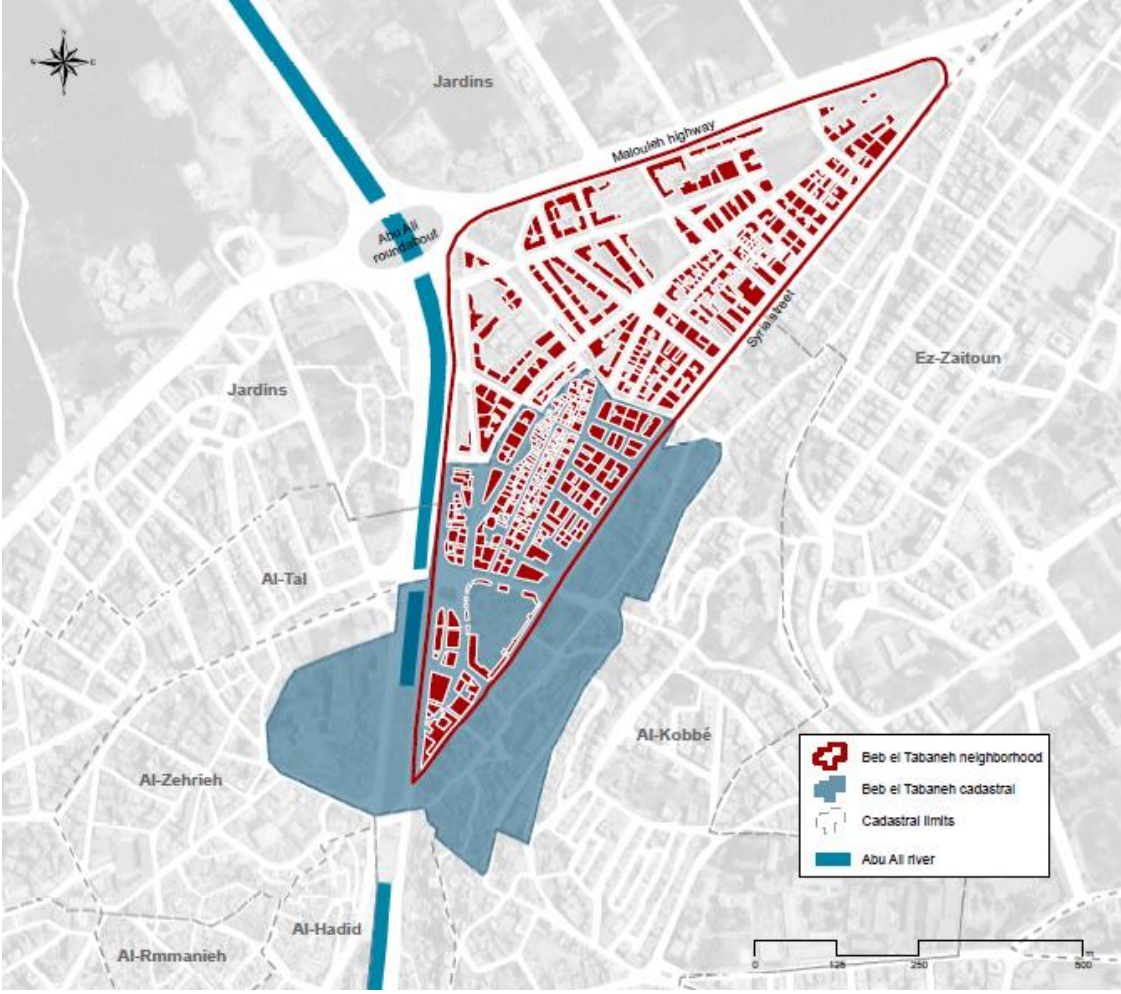 N
Jardins
Malouleh highway
Abu Ali
roundabout
Syria street
Ez-Zaitoun
Jardins
Al-Tal
Al-Kobbé
Al-Zehrieh
Al-Hadid
Al-Rmmanieh
Beb el Tabaneh neighborhood
Beb el Tabaneh cadastral
Cadastral limits
Abu Ali river
0 125 250 500
m